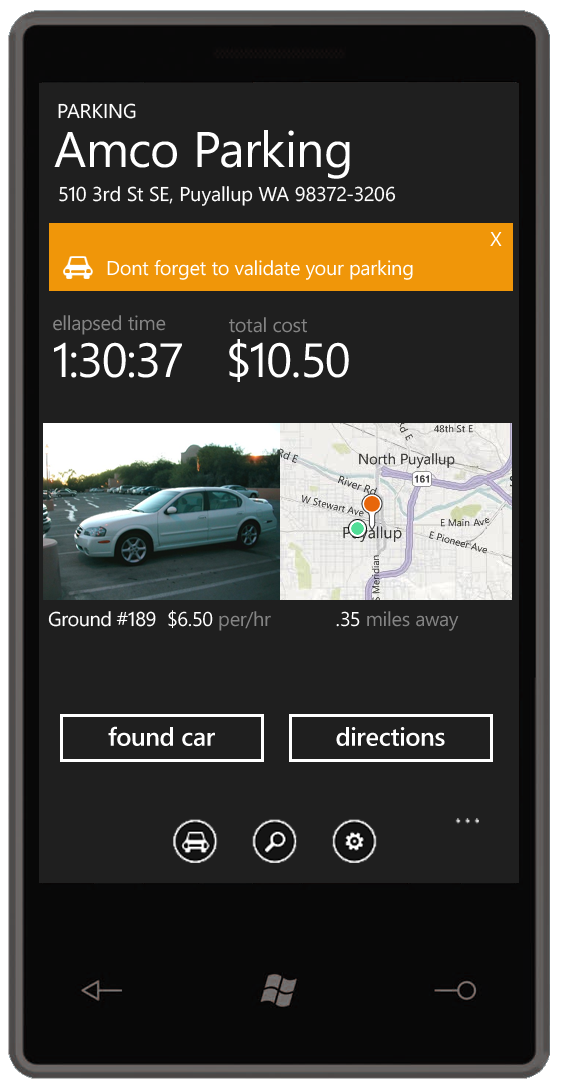 PARKING
Amco Parking
510 3rd St SE, Puyallup WA 98372-3206
X
Dont forget to validate your parking
ellapsed time
total cost
1:30:37
$10.50
48th St E
Rd E
Rd E
North Puyallup
161
River Rd
W Stewart Ave
E Main Ave
Puyallup
E Pioneer Ave
S Meridian
Ground #189 $6.50 per/hr
.35 miles away
found car
directions
...